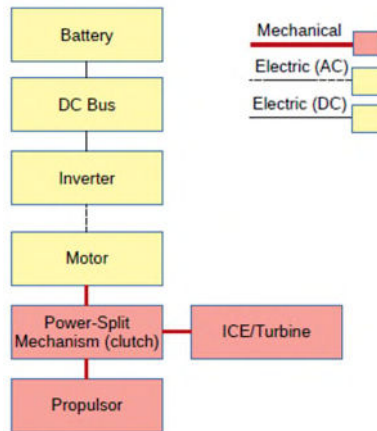 Battery
Mechanical
Electric (AC)
DC Bus
Electric (DC)
Inverter
Motor
Power-Split
Mechanism (clutch)
ICE/Turbine
Propulsor